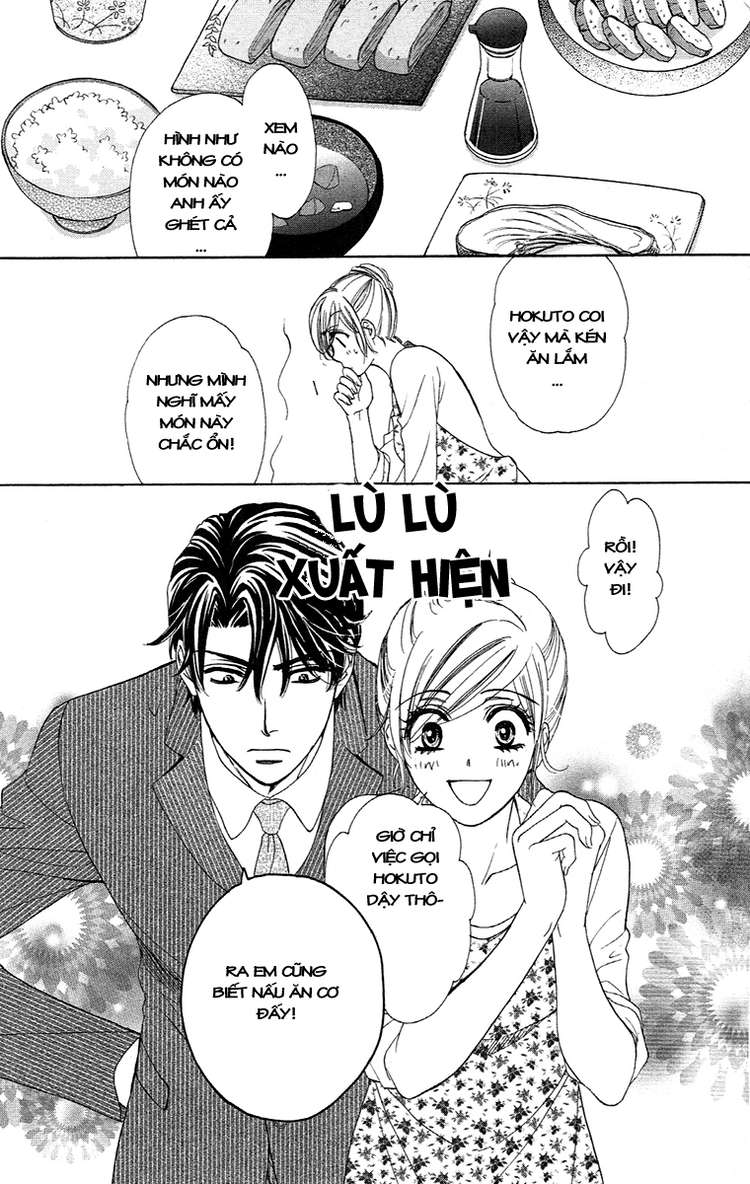 XEM
NÀO
...
HÌNH NHƯ
KHÔNG CÓ
MÓN NÀO
ANH ẤY
GHÉT CẢ
...
HOKUTO COI
VẬY MÀ KÉN
ĂN LẮM
...
NHƯNG MÌNH
NGHĨ MẤY
MÓN NÀY
CHẮC ỔN!
LÙ LÙ
XUẤT HIỆN
RỒI!
VẬY
ĐI!
GIỜ CHỈ
VIỆC GỌI
HOKUTO
DẬY THÔ-
RA EM CŨNG
BIẾT NẤU ĂN CƠ
ĐẤY!